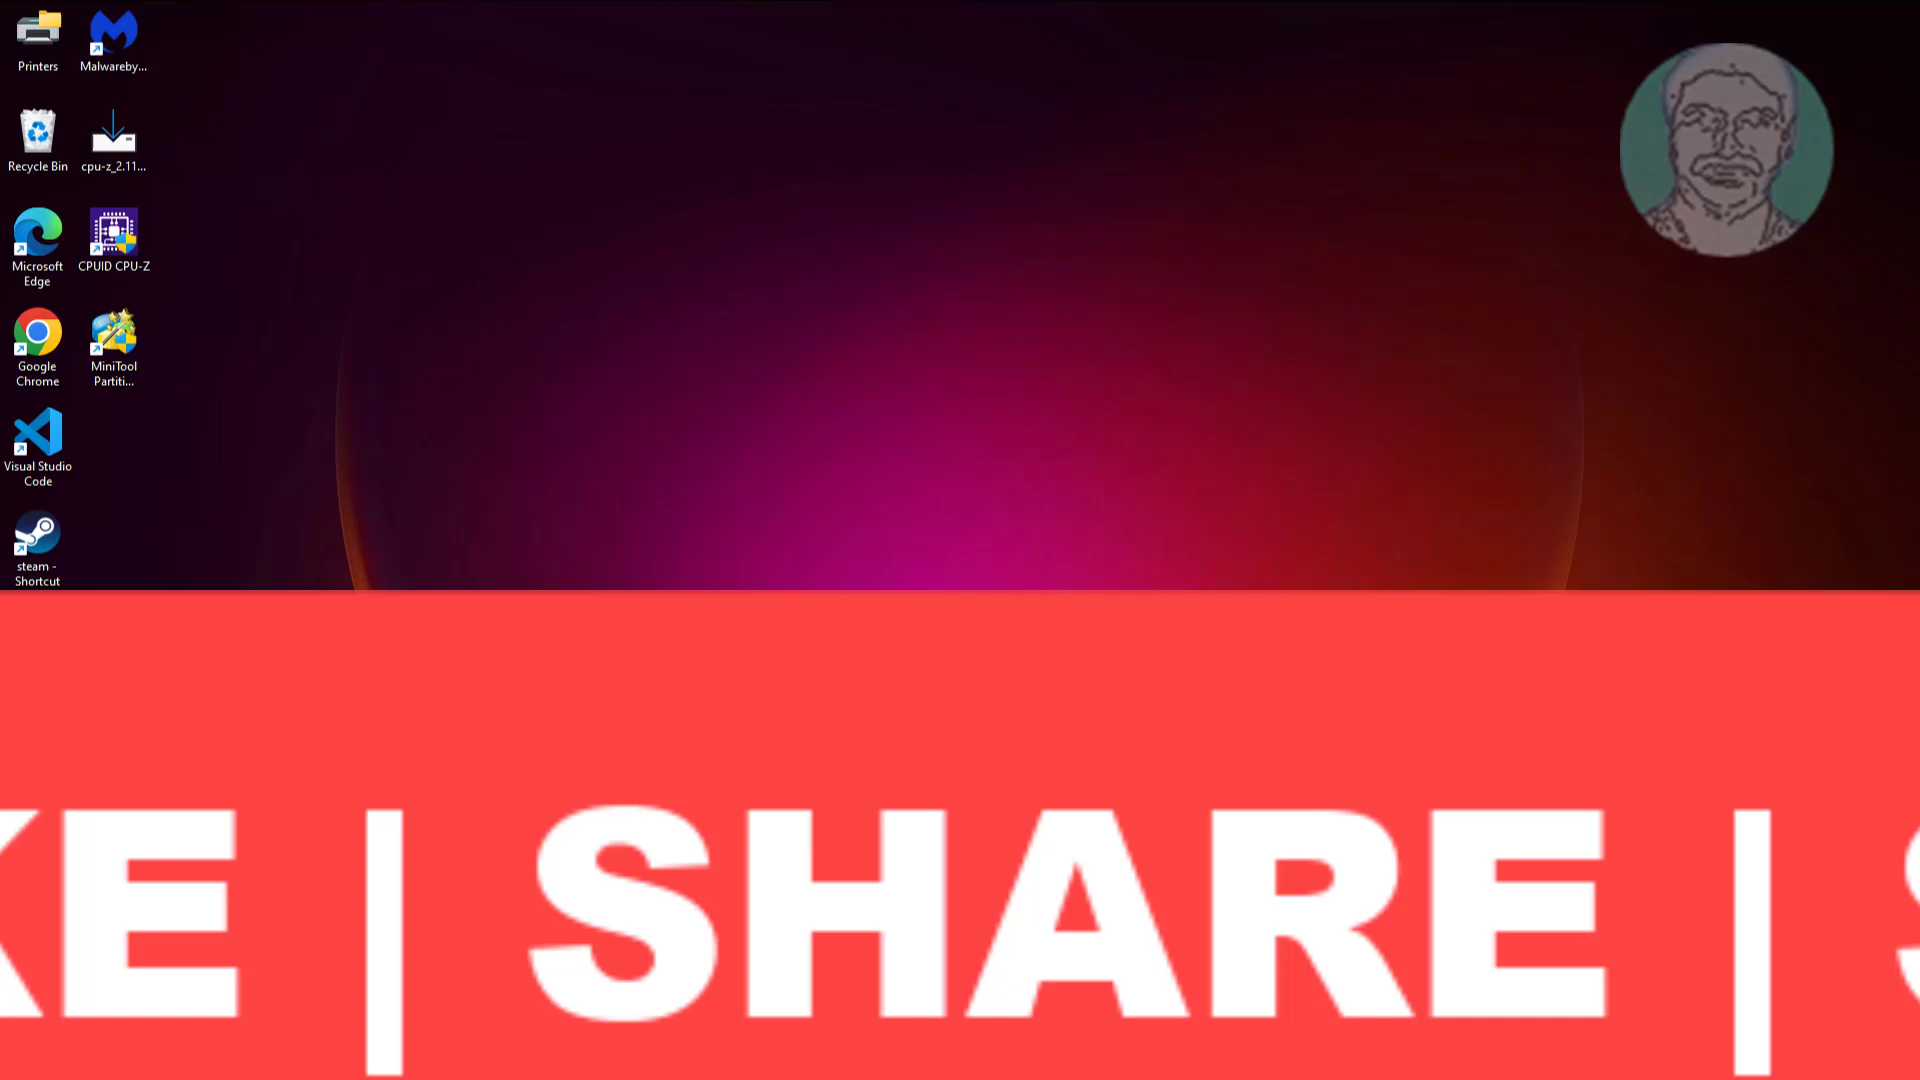 Printers
Malwareby...
Recycle Bin
cpu-z_2.11...
Microsoft
Edge
CPUID CPU-Z
Google
Chrome
MiniTool
Partiti...
Visual Studio
Code
steam -
Shortcut
KE | SHARE | S